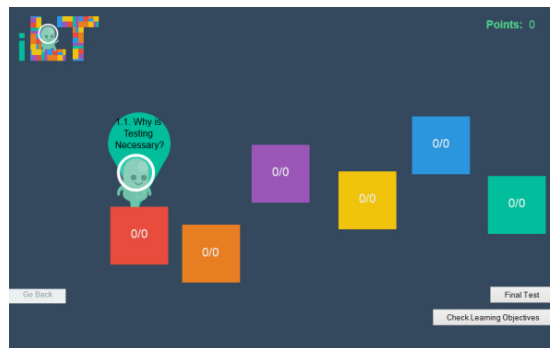 iLT
Points: 0
1.1. Why is
Testing
Necessary?
0/0
0/0
0/0
0/0
0/0
0/0
Go Back
Final Test
Check Learning Objectives